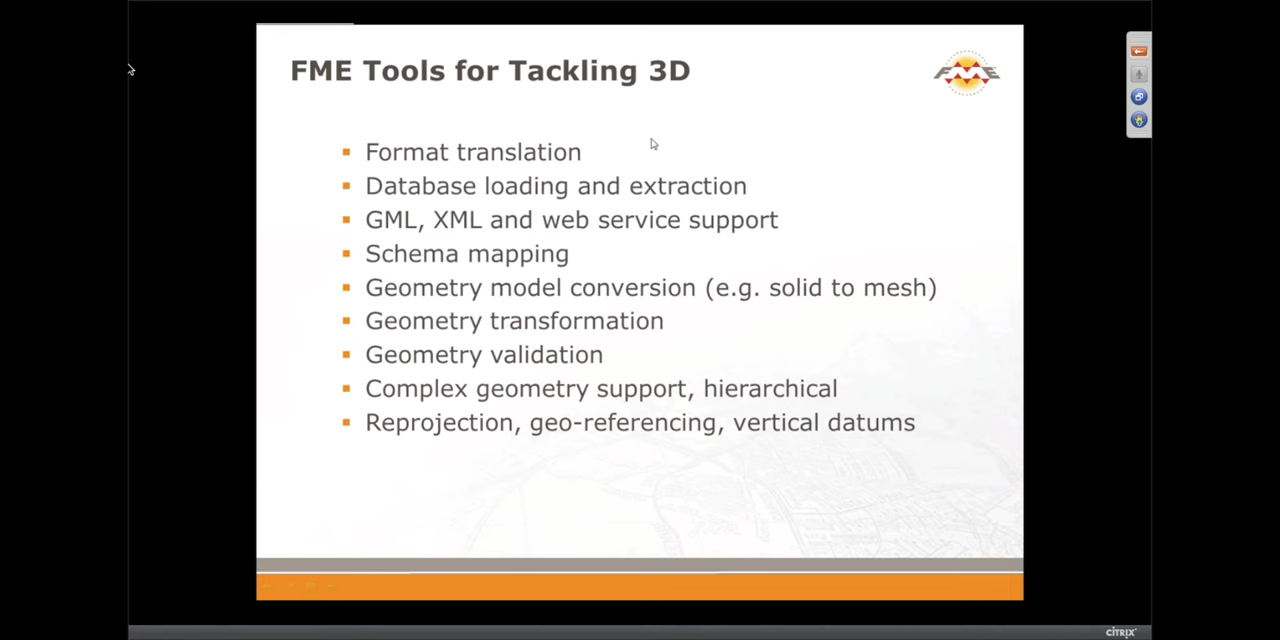 FME Tools for Tackling 3D
FME
Format translation
Database loading and extraction
GML, XML and web service support
Schema mapping
Geometry model conversion (e.g. solid to mesh)
Geometry transformation
Geometry validation
Complex geometry support, hierarchical
Reprojection, geo-referencing, vertical datums
CITRIX